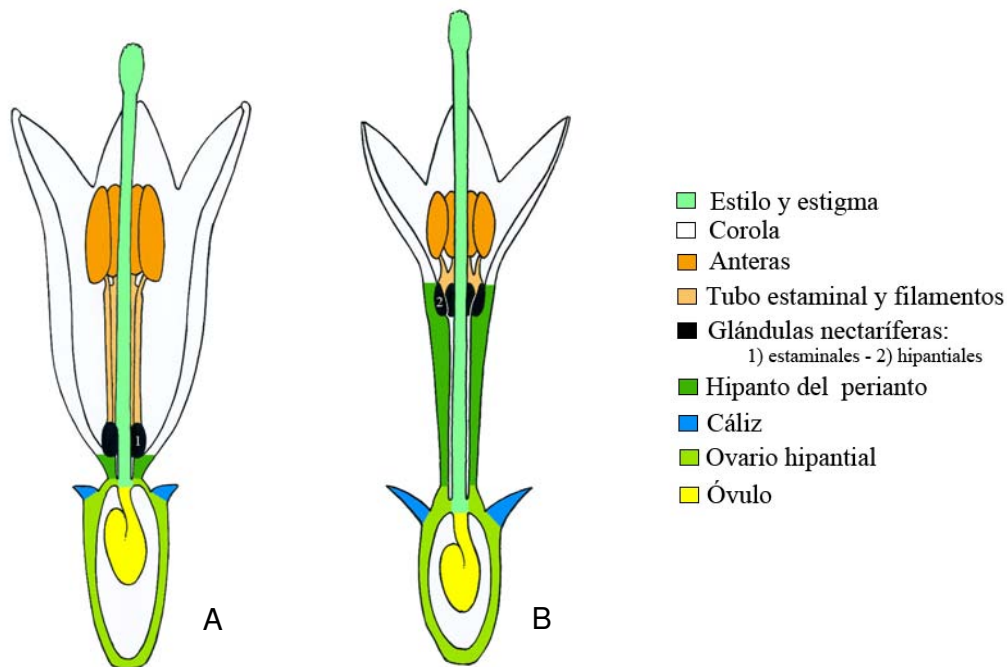 Estilo y estigma
Corola
Anteras
Tubo estaminal y filamentos
Glándulas nectaríferas:
1) estaminales - 2) hipantiales
Hipanto del perianto
Cáliz
Ovario hipantial
Óvulo
2
1
A
B